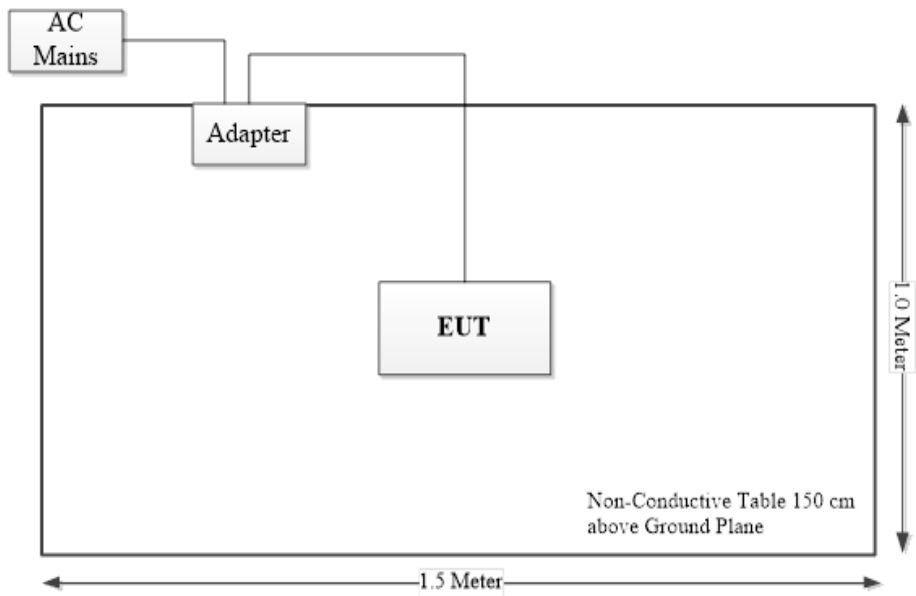 AC
Mains
Adapter
EUT
1.0 Meter
Non-Conductive Table 150 cm
above Ground Plane
1.5 Meter